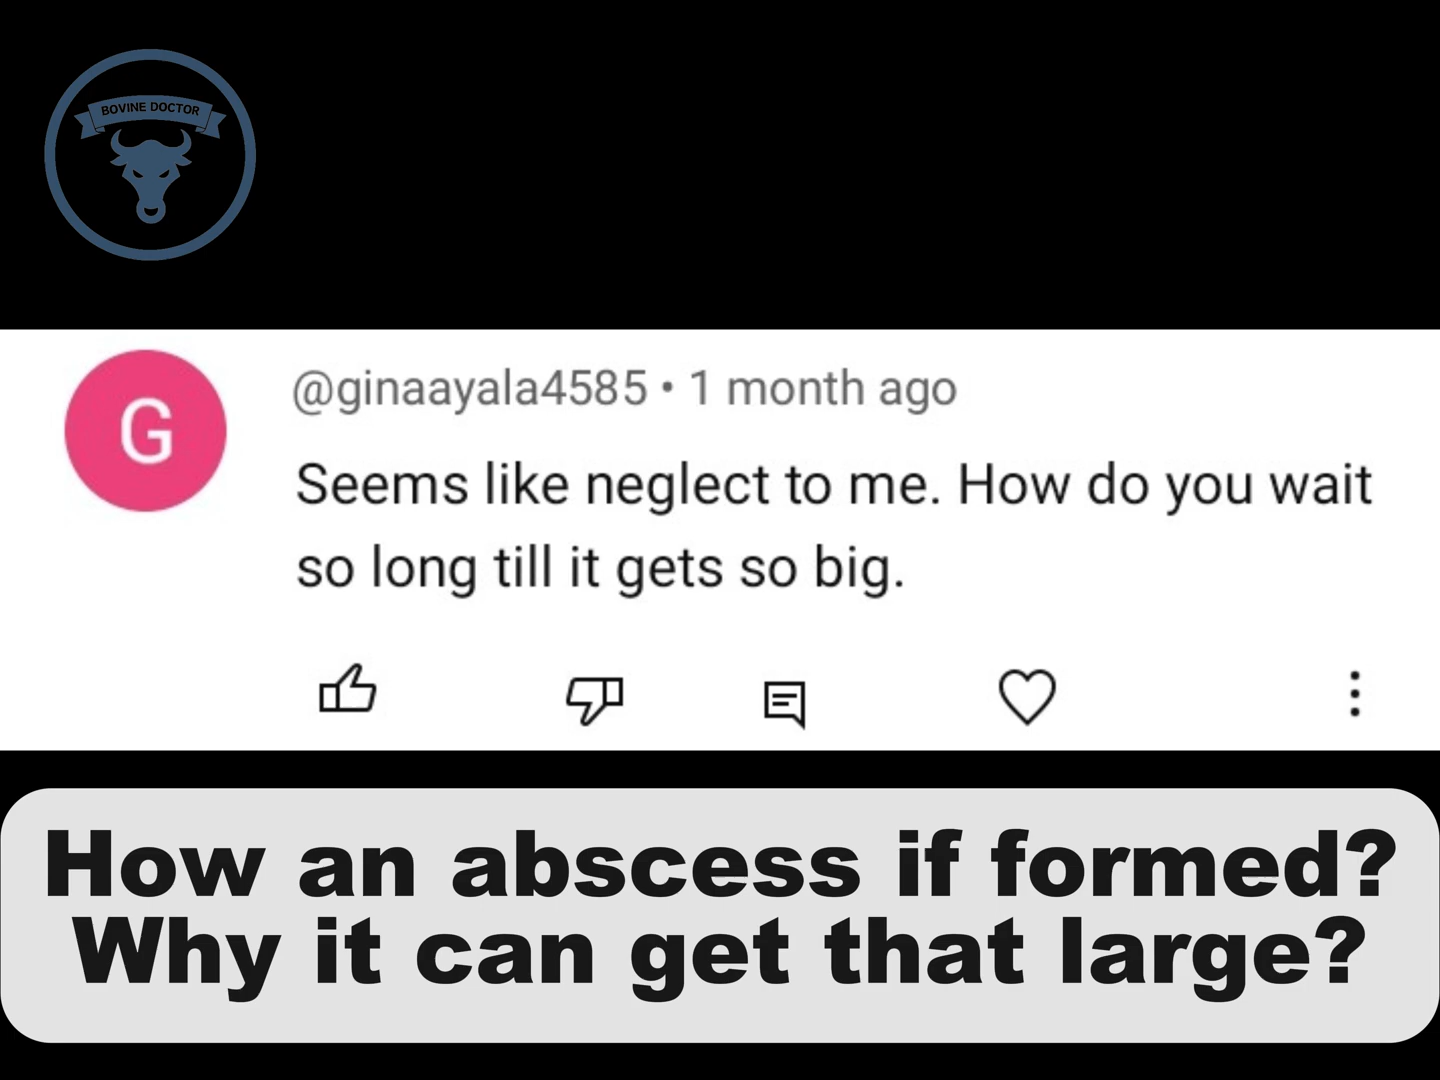 BOVINE DOCTOR
G
@ginaayala4585 • 1 month ago
Seems like neglect to me. How do you wait
so long till it gets so big.
How an abscess if formed?
Why it can get that large?